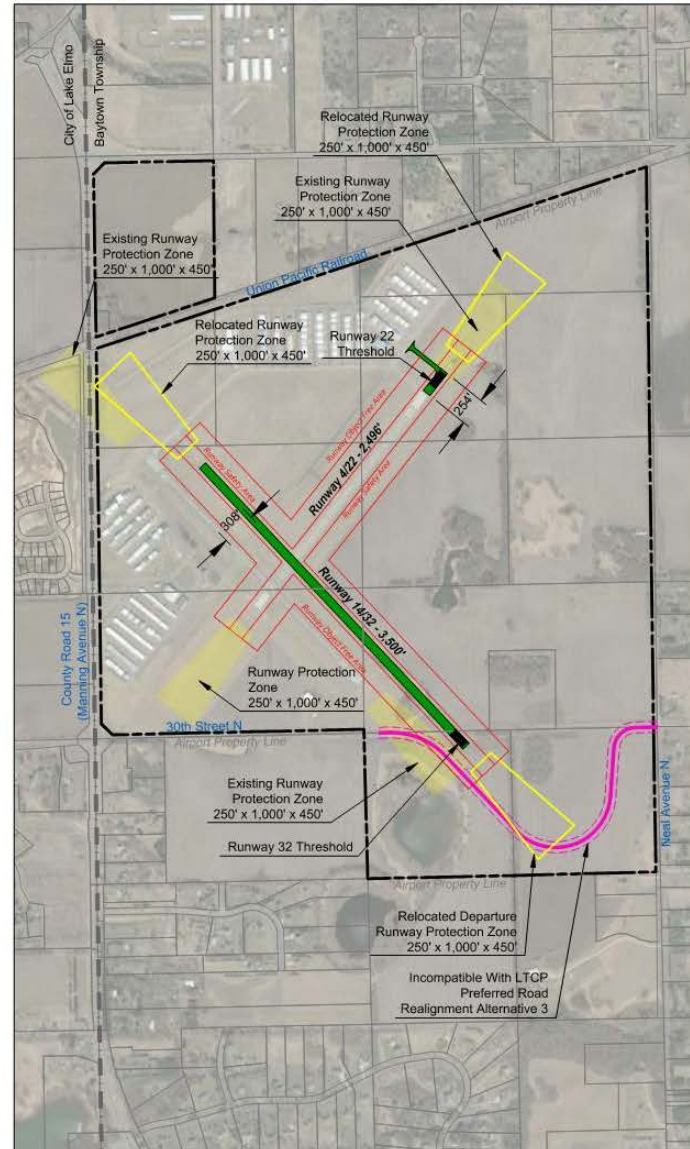 City of Lake Elmo
Baytown Township
Relocated Runway
Protection Zone
250' x 1,000' x 450'
Existing Runway
Protection Zone
250' x 1,000' x 450'
Airport Property Line
Existing Runway
Protection Zone
250' x 1,000' x 450'
Union Pacific Railroad
Relocated Runway
Protection Zone
250' x 1,000' x 450'
Runway 22
Threshold
254'
Runway Object Free Area
Runway 4/22 - 2,496'
Runway Safety Area
Runway Safety Area
308'
Runway 14/32 - 3,500'
Runway Object Free Area
County Road 15
(Manning Avenue N)
Runway Protection
Zone
250' x 1,000' x 450'
30th Street N
Airport Property Line
Existing Runway
Protection Zone
250' x 1,000' x 450'
Runway 32 Threshold
Neal Avenue N.
Airport Property Line
Relocated Departure
Runway Protection Zone
250' x 1,000' x 450'
Incompatible With LTCP
Preferred Road
Realignment Alternative 3